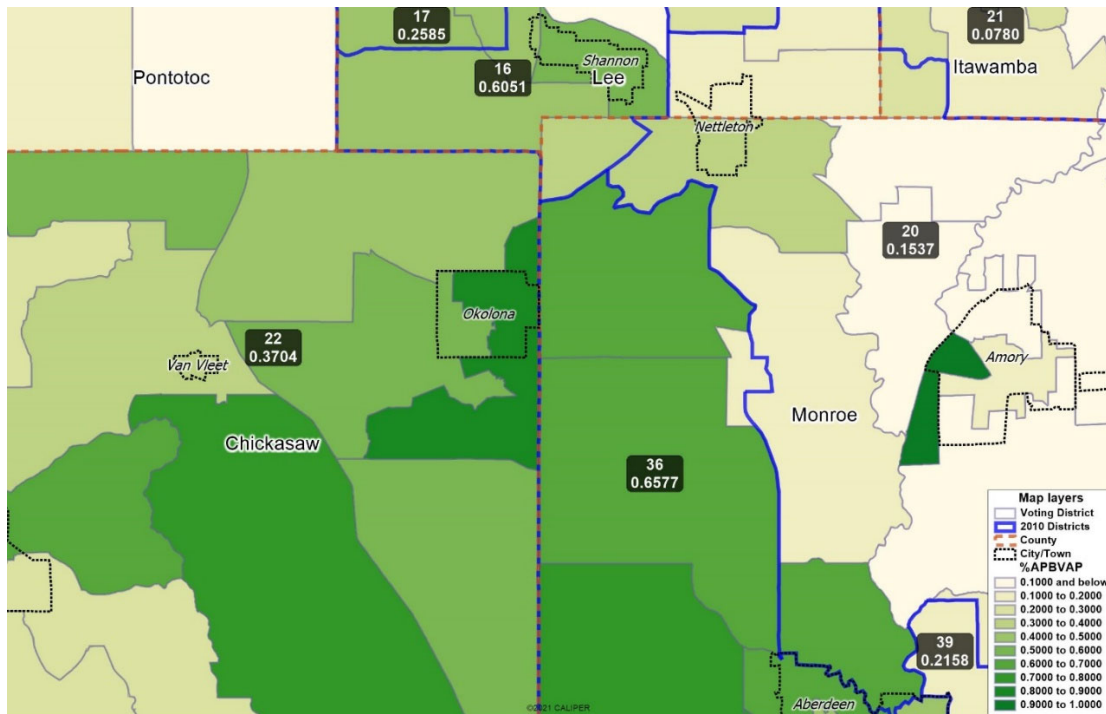 17
0.2585
21
0.0780
Pontotoc
16
0.6051
Shannon
Lee
Itawamba
Nettleton
20
0.1537
Okolona
22
0.3704
Van Vleet
Amory
Monroe
Chickasaw
36
0.6577
39
0.2158
Aberdeen
©2021 CALIPER
Map layers
Voting District
2010 Districts
County
City/Town
%APBVAP
0.1000 and below
0.1000 to 0.2000
0.2000 to 0.3000
0.3000 to 0.4000
0.4000 to 0.5000
0.5000 to 0.6000
0.6000 to 0.7000
0.7000 to 0.8000
0.8000 to 0.9000
0.9000 to 1.0000